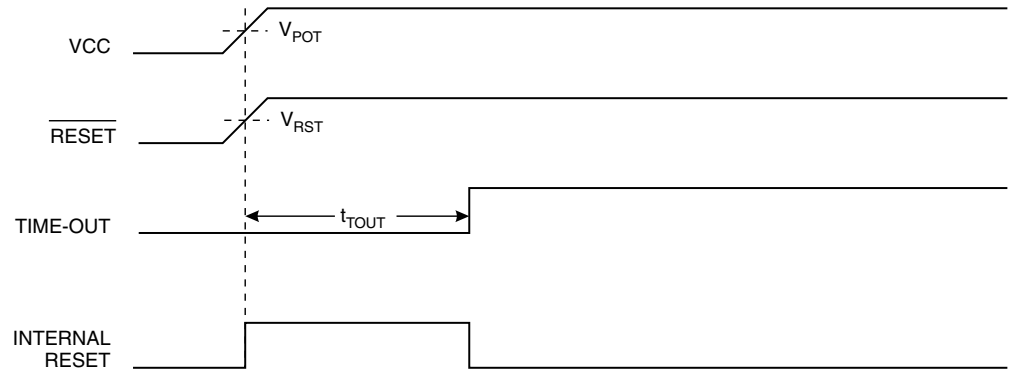 VCC
VPOT
RESET
VRST
TIME-OUT
tTOUT
INTERNAL
RESET